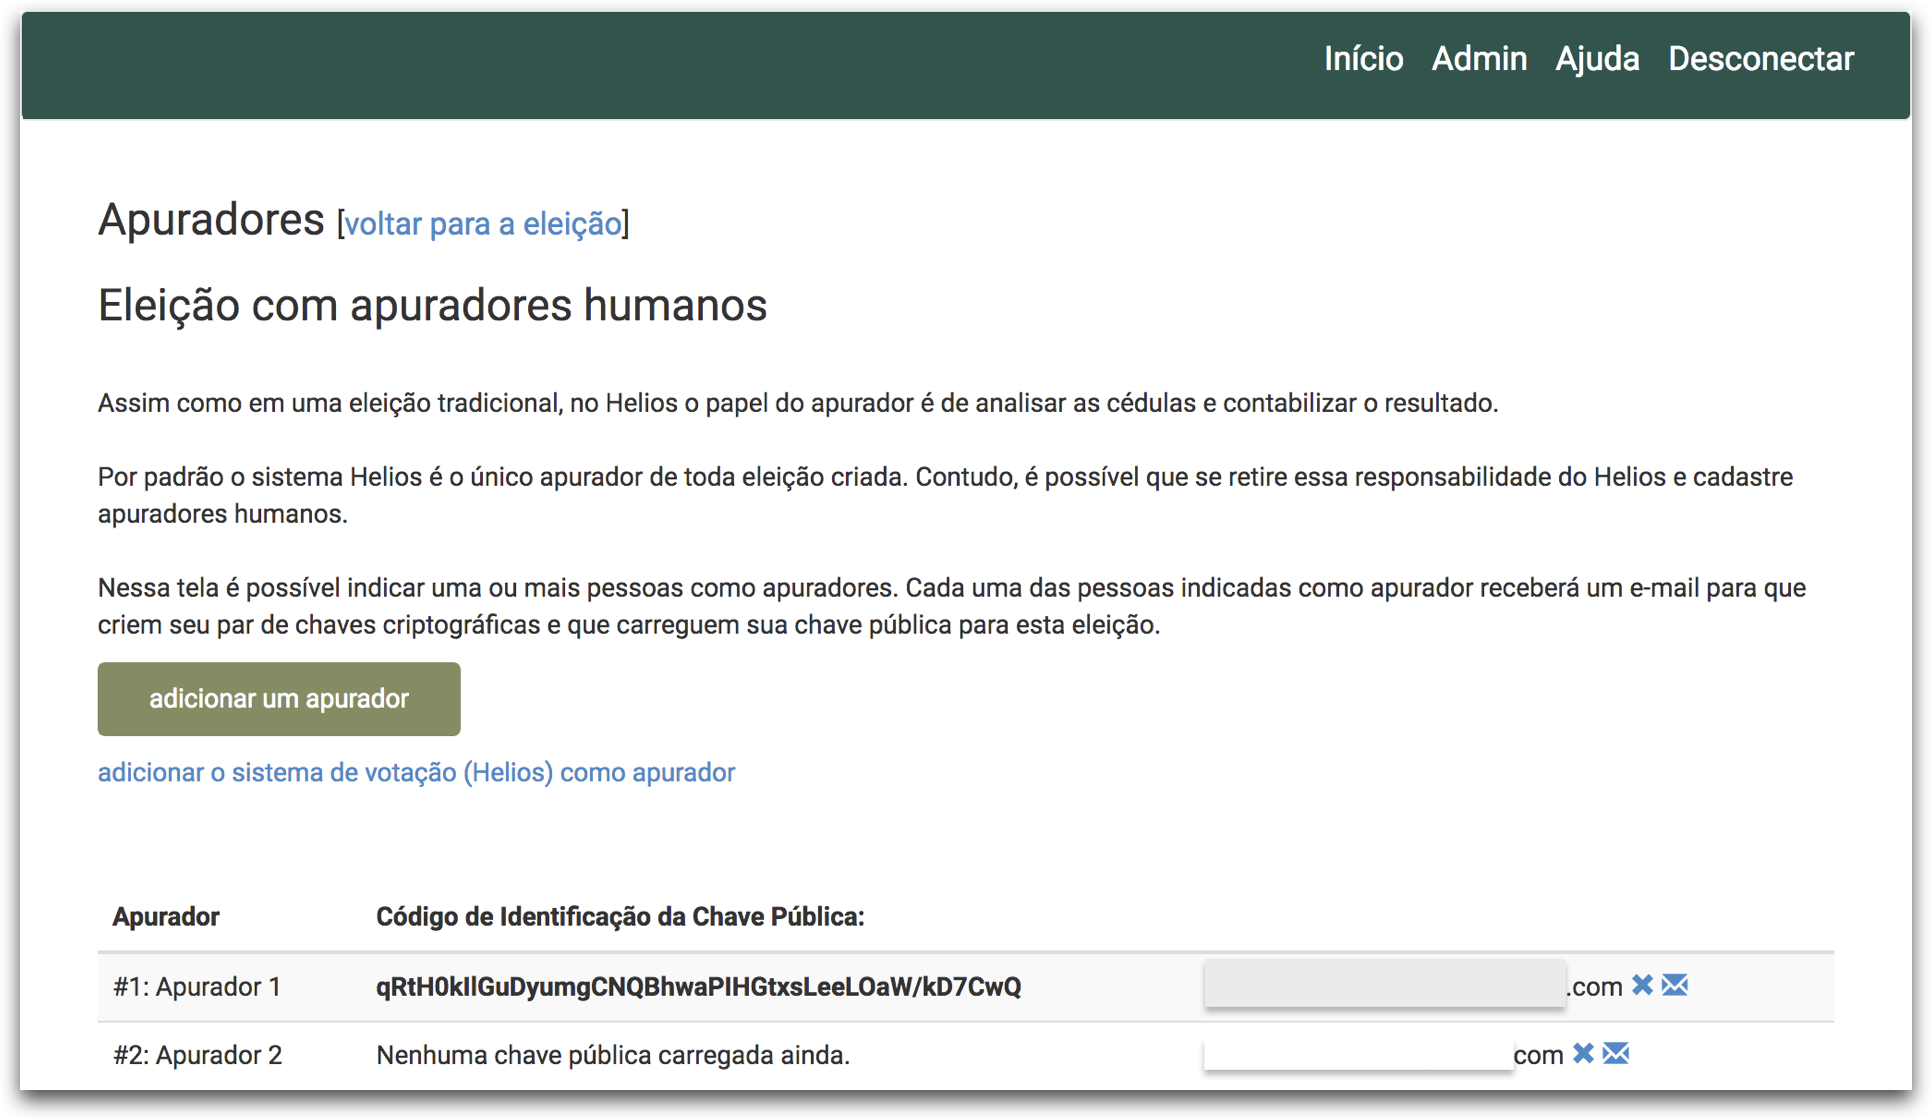 Início Admin Ajuda Desconectar
Apuradores [voltar para a eleição]
Eleição com apuradores humanos
Assim como em uma eleição tradicional, no Helios o papel do apurador é de analisar as cédulas e contabilizar o resultado.
Por padrão o sistema Helios é o único apurador de toda eleição criada. Contudo, é possível que se retire essa responsabilidade do Helios e cadastre
apuradores humanos.
Nessa tela é possível indicar uma ou mais pessoas como apuradores. Cada uma das pessoas indicadas como apurador receberá um e-mail para que
criem seu par de chaves criptográficas e que carreguem sua chave pública para esta eleição.
adicionar um apurador
adicionar o sistema de votação (Helios) como apurador
Apurador Código de Identificação da Chave Pública:
#1: Apurador 1 qRtH0kIlGuDyumgCNQBhwaPIHGtxsLeeLOaW/kD7CwQ .com
#2: Apurador 2 Nenhuma chave pública carregada ainda. com